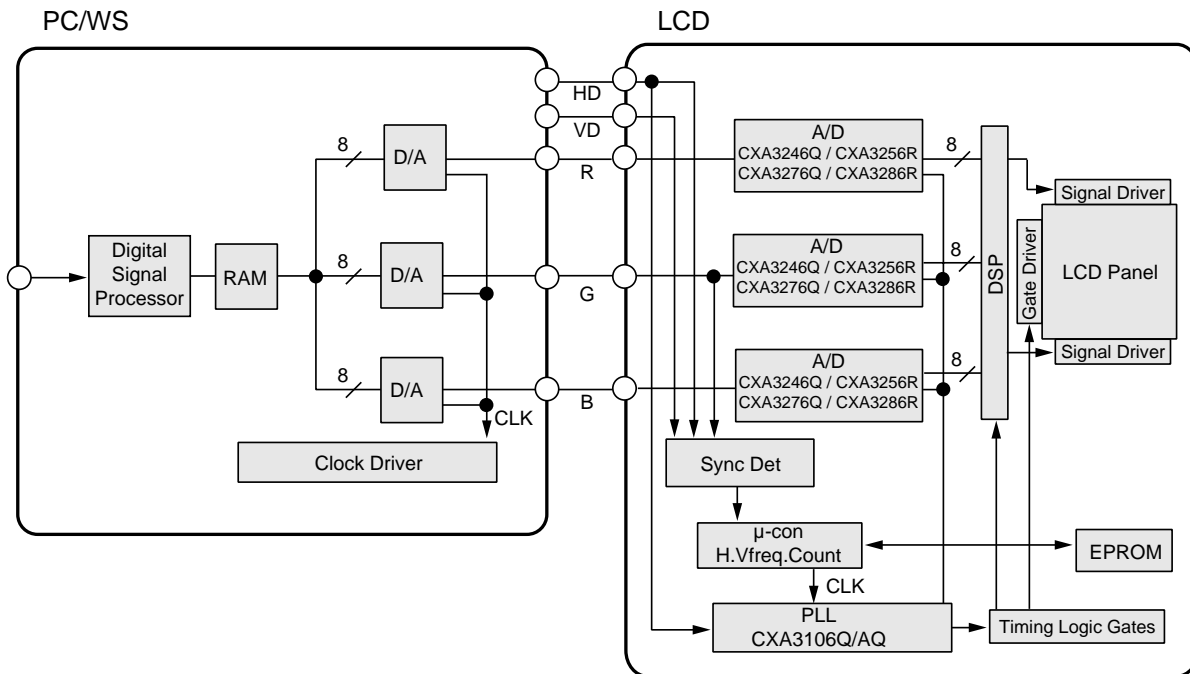 PC/WS
LCD
HD
VD
R
G
B
8
D/A
8
D/A
8
D/A
Digital
Signal
Processor
RAM
CLK
Clock Driver
A/D
CXA3246Q / CXA3256R
CXA3276Q / CXA3286R
8
A/D
CXA3246Q / CXA3256R
CXA3276Q / CXA3286R
8
A/D
CXA3246Q / CXA3256R
CXA3276Q / CXA3286R
8
DSP
Signal Driver
Gate Driver
LCD Panel
Signal Driver
Sync Det
µ-con
H.Vfreq.Count
EPROM
CLK
PLL
CXA3106Q/AQ
Timing Logic Gates